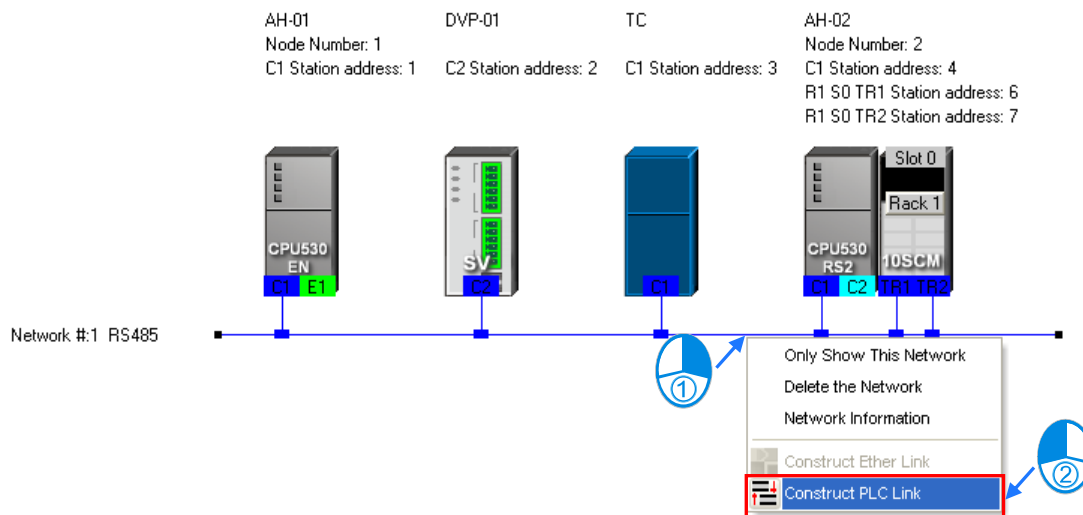 AH-01
Node Number: 1
C1 Station address: 1
DVP-01
C2 Station address: 2
TC
C1 Station address: 3
AH-02
Node Number: 2
C1 Station address: 4
R1 S0 TR1 Station address: 6
R1 S0 TR2 Station address: 7
CPU530
EN
C1 E1
SV
C2
C1
CPU530
RS2
C1 C2
Slot 0
Rack 1
10SCM
TR1 TR2
Network #:1 RS485
①
Only Show This Network
Delete the Network
Network Information
Construct Ether Link
Construct PLC Link
②